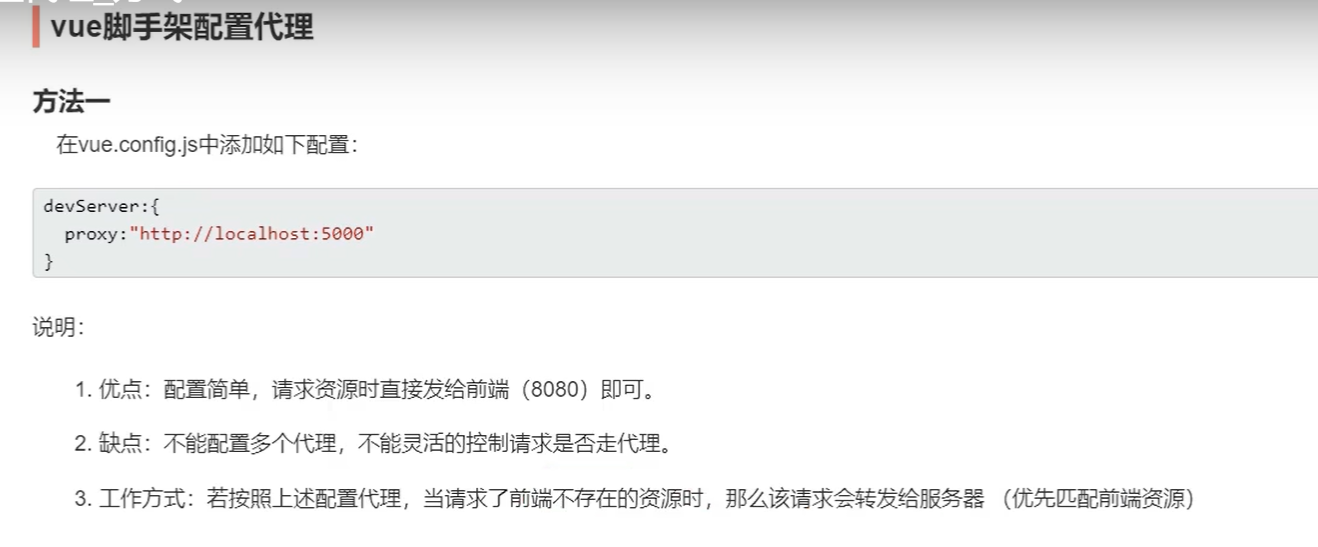 vue脚手架配置代理
方法一
在vue.config.js中添加如下配置：
devServer:{
  proxy:"http://localhost:5000"
}
说明：
1. 优点：配置简单，请求资源时直接发给前端（8080）即可。
2. 缺点：不能配置多个代理，不能灵活的控制请求是否走代理。
3. 工作方式：若按照上述配置代理，当请求了前端不存在的资源时，那么该请求会转发给服务器 （优先匹配前端资源）